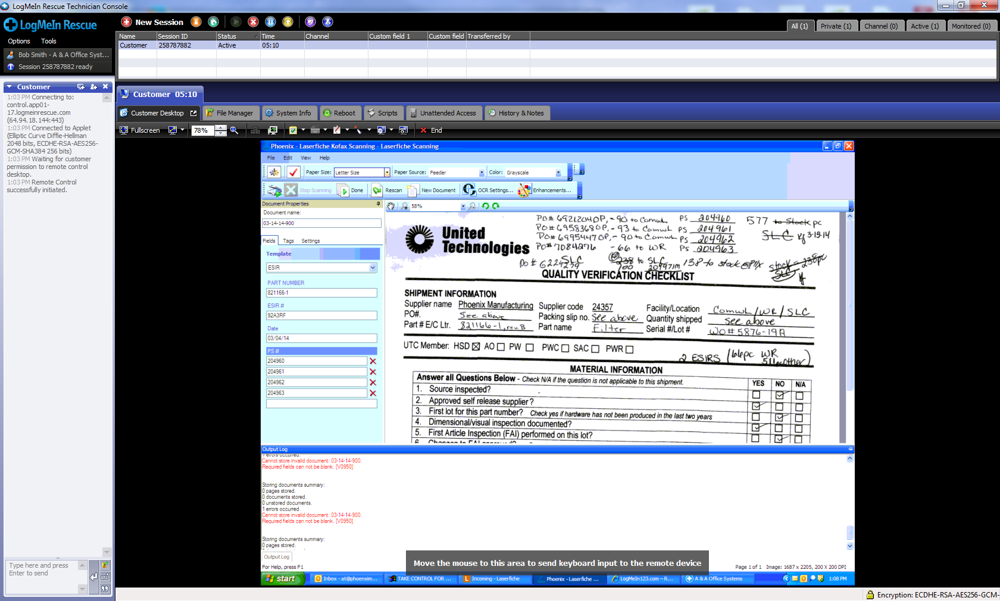 LogMeIn Rescue Technician Console
LogMeIn Rescue
Options Tools
Bob Smith - A & A Office Syst...
Session 258787882 ready
New Session
All (1) Private (1) Channel (0) Active (1) Monitored (0)
Name Session ID Status Time Channel Custom field 1 Custom field Transferred by
Customer 258787882 Active 05:10
Customer
1:03 PM Connecting to:
control.app01-
17.logmeinrescue.com
(64.94.18.144:443)
1:03 PM Connected to Applet
(Elliptic Curve Diffie-Hellman
2048 bits, ECDHE-RSA-AES256-
GCM-SHA384 256 bits)
1:03 PM Waiting for customer
permission to remote control
desktop.
1:03 PM Remote Control
successfully initiated.
Type here and press
Enter to send
Customer 05:10
Customer Desktop File Manager System Info Reboot Scripts Unattended Access History & Notes
Fullscreen 78% End
Phoenix - Laserfiche Kofax Scanning - Laserfiche Scanning
File Edit View Help
Paper Size: Letter Size Paper Source: Feeder Color: Grayscale
Stop Scanning Done Rescan New Document OCR Settings... Enhancements...
Document Properties
58%
Document name:
03-14-14-900
Fields Tags Settings
Template
ESIR
PART NUMBER
821166-1
ESIR #
92A3RF
Date
03/04/14
PS #
204960
204961
204962
204963
United
Technologies
PO# 6921204OP, - 90 to Comwl. PS 204960 577 to Stock pc
PO# 6958368OP, - 93 to Comwl PS 204961 SLC 3-13-14
PO# 6995447OP, - 90 to Comwl PS 204962
PO# 7084276 - 66 to WR PS 204963
PO # 6224279 SLC 238 to SLC 138 to stock @ PHX stock = 238pc
100 204971m SLC
QUALITY VERIFICATION CHECKLIST
SHIPMENT INFORMATION
Supplier name Phoenix Manufacturing Supplier code 24357 Facility/Location Comwl/WR/SLC
PO#. See above Packing slip no. See above Quantity shipped see above
Part # E/C Ltr. 821166-1, rev. B Part name Filter Serial #/Lot # WO# 5876-19A
UTC Member: HSD AO PW PWC SAC PWR
2 ESIRS (66pc WR
511pc other)
MATERIAL INFORMATION
Answer all Questions Below - Check N/A if the question is not applicable to this shipment. YES NO N/A
1. Source inspected?
2. Approved self release supplier?
3. First lot for this part number? Check yes if hardware has not been produced in the last two years
4. Dimensional/visual inspection documented?
5. First Article Inspection (FAI) performed on this lot?
Output Log
1 errors occurred.
Cannot store invalid document: 03-14-14-900.
Required fields can not be blank. [V0950]
Storing documents summary:
0 pages stored.
0 documents stored.
0 unstored documents.
1 errors occurred.
Cannot store invalid document: 03-14-14-900.
Required fields can not be blank. [V0950]
Storing documents summary:
0 pages stored.
Output Log
Move the mouse to this area to send keyboard input to the remote device
For Help, press F1
Page 1 of 1 Image: 1687 x 2205, 200 X 200 DPI
start Inbox - at@phoenixm... TAKE CONTROL FOR ... Incoming - Laserfiche Phoenix - Laserfiche ... LogMeIn123.com – R... A & A Office Systems 1:08 PM
Encryption: ECDHE-RSA-AES256-GCM-